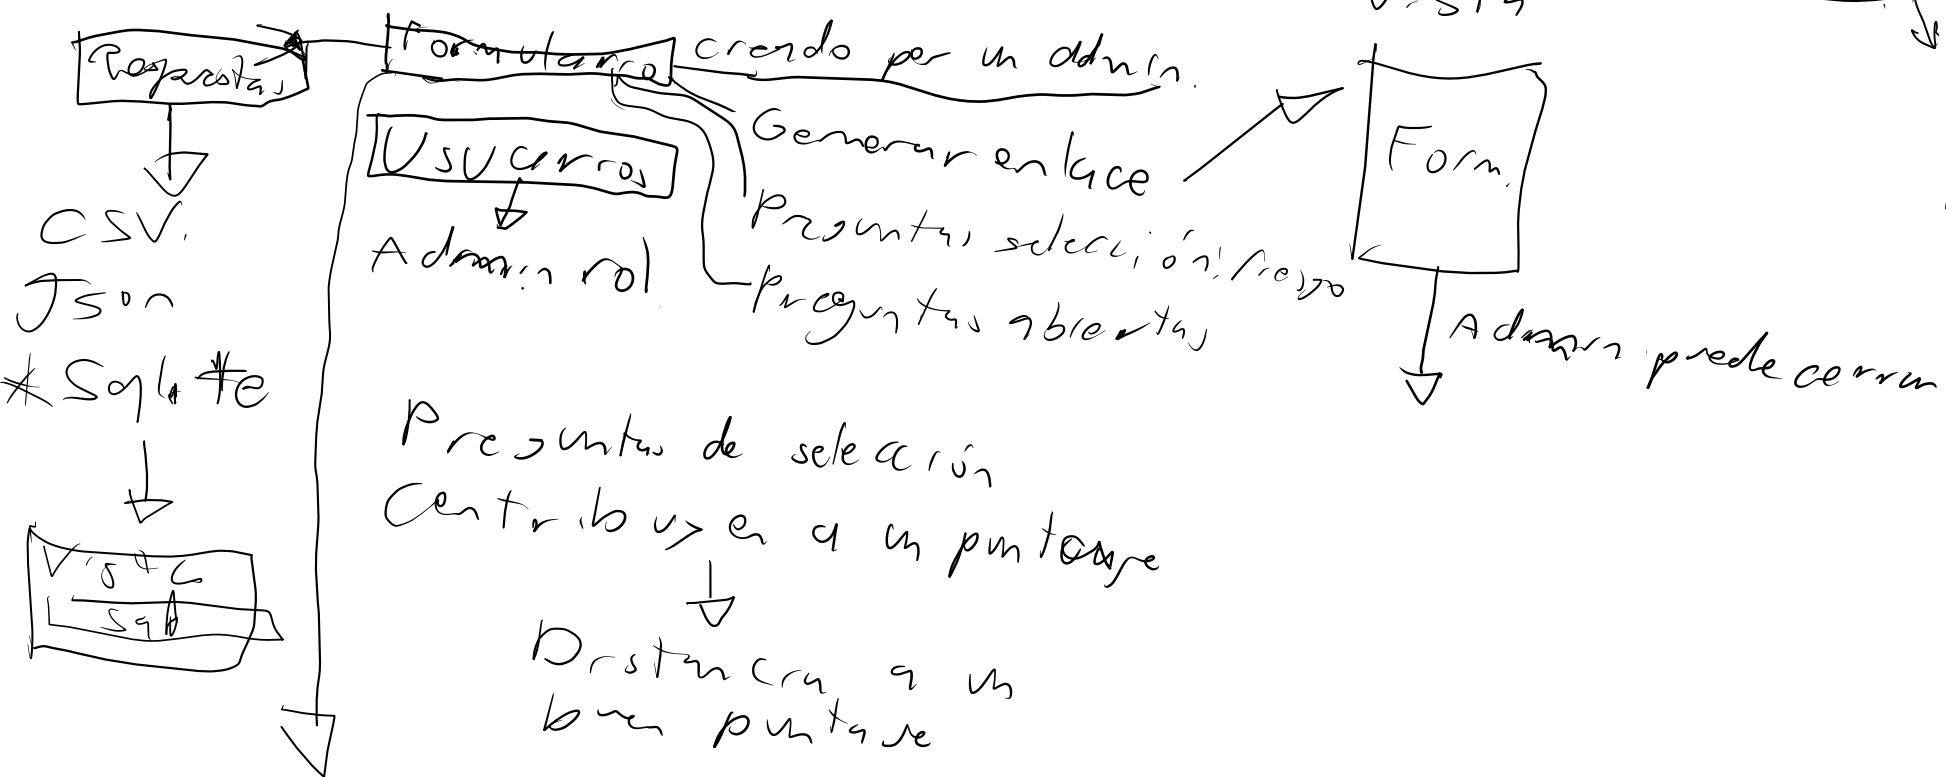 Vista
Respuestas
Formulario
creado por un admin.
Generar enlace
Preguntas selección: riesgo
Preguntas abiertas
Usuarios
Admin rol
CSV.
Json
* Sqlite
Vista
Sql
Form.
Admin puede cerrar
Preguntas de selección
Contribuyen a un puntaje
Distancia a un
buen puntaje